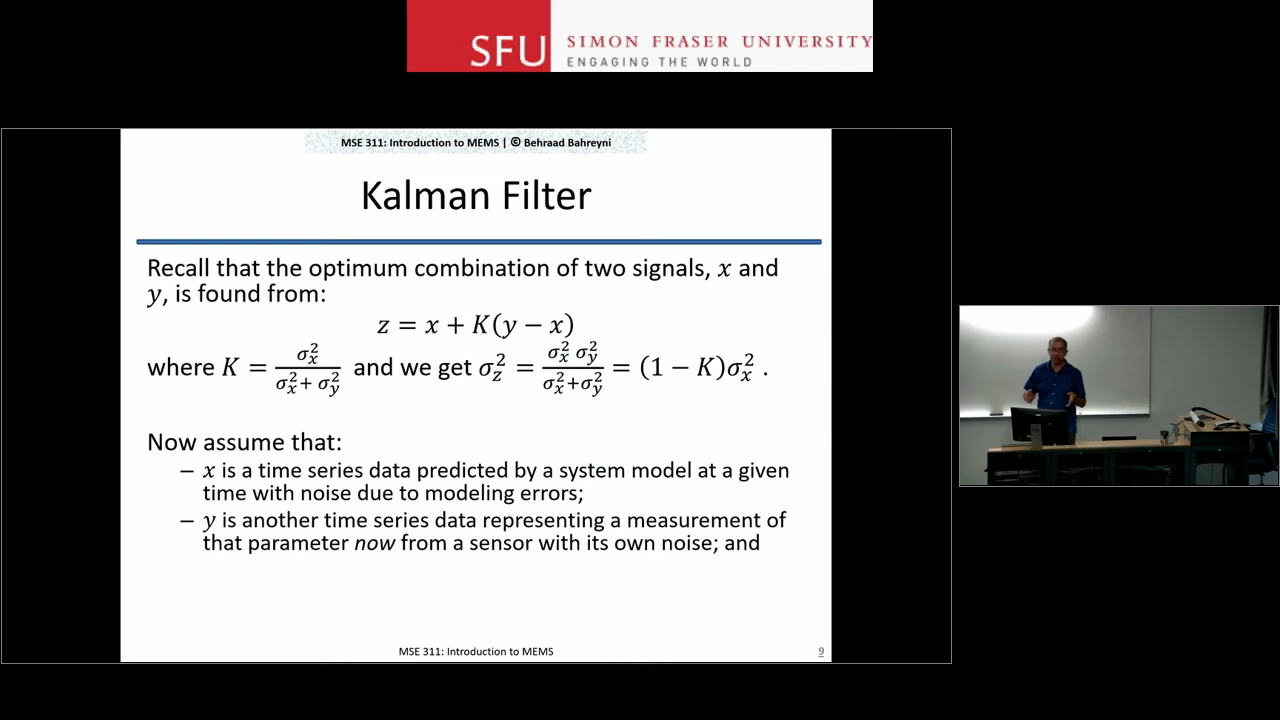 SFU SIMON FRASER UNIVERSITY
ENGAGING THE WORLD
MSE 311: Introduction to MEMS | © Behraad Bahreyni
Kalman Filter
Recall that the optimum combination of two signals, x and
y, is found from:
z = x + K(y − x)
where K = σ_x^2 / (σ_x^2 + σ_y^2) and we get σ_z^2 = (σ_x^2 σ_y^2) / (σ_x^2 + σ_y^2) = (1 − K)σ_x^2 .
Now assume that:
– x is a time series data predicted by a system model at a given
time with noise due to modeling errors;
– y is another time series data representing a measurement of
that parameter now from a sensor with its own noise; and
MSE 311: Introduction to MEMS
9